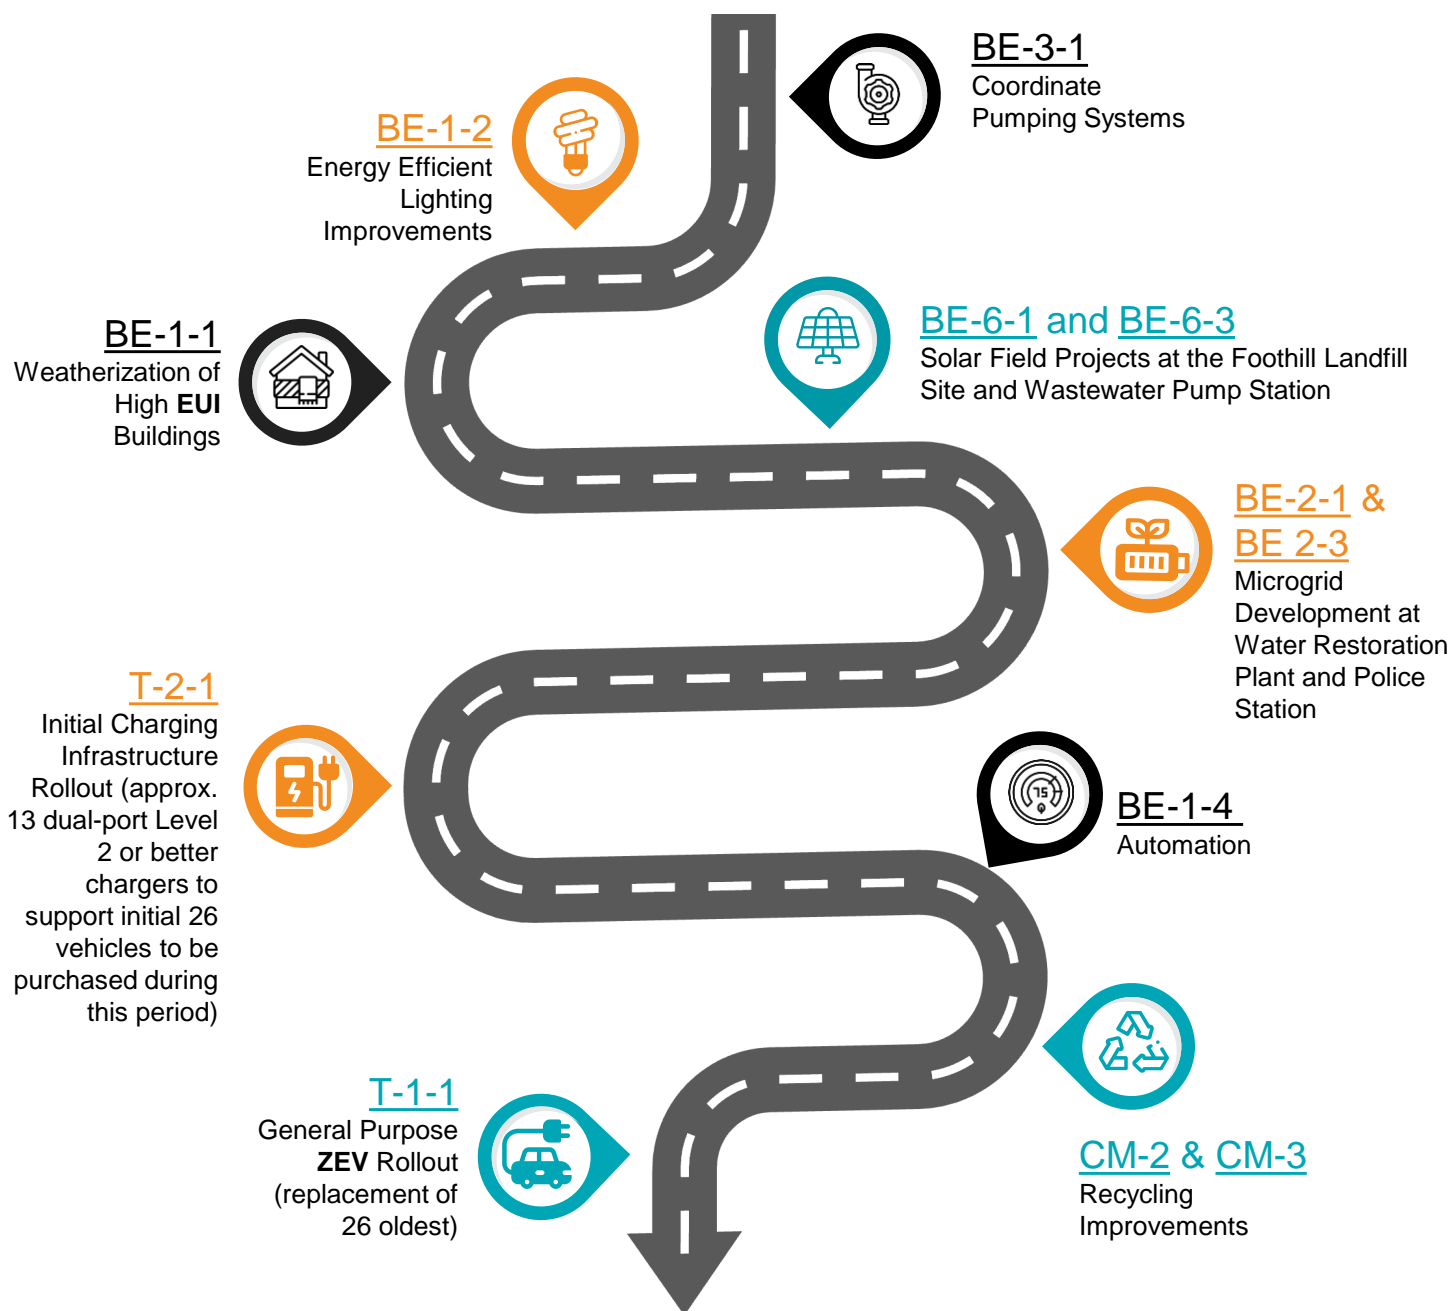 BE-3-1
Coordinate
Pumping Systems
BE-1-2
Energy Efficient
Lighting
Improvements
BE-1-1
Weatherization of
High EUI
Buildings
BE-6-1 and BE-6-3
Solar Field Projects at the Foothill Landfill
Site and Wastewater Pump Station
BE-2-1 &
BE 2-3
Microgrid
Development at
Water Restoration
Plant and Police
Station
T-2-1
Initial Charging
Infrastructure
Rollout (approx.
13 dual-port Level
2 or better
chargers to
support initial 26
vehicles to be
purchased during
this period)
75
BE-1-4
Automation
CM-2 & CM-3
Recycling
Improvements
T-1-1
General Purpose
ZEV Rollout
(replacement of
26 oldest)